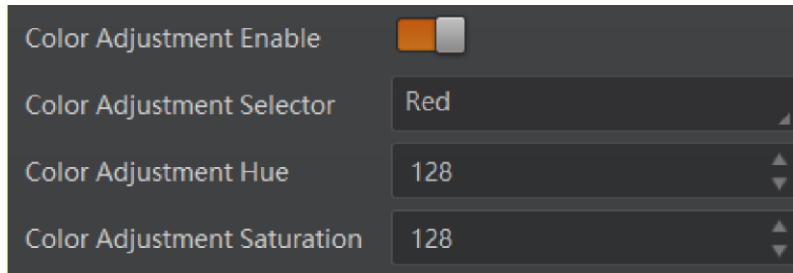 Color Adjustment Enable
Color Adjustment Selector Red
Color Adjustment Hue 128
Color Adjustment Saturation 128